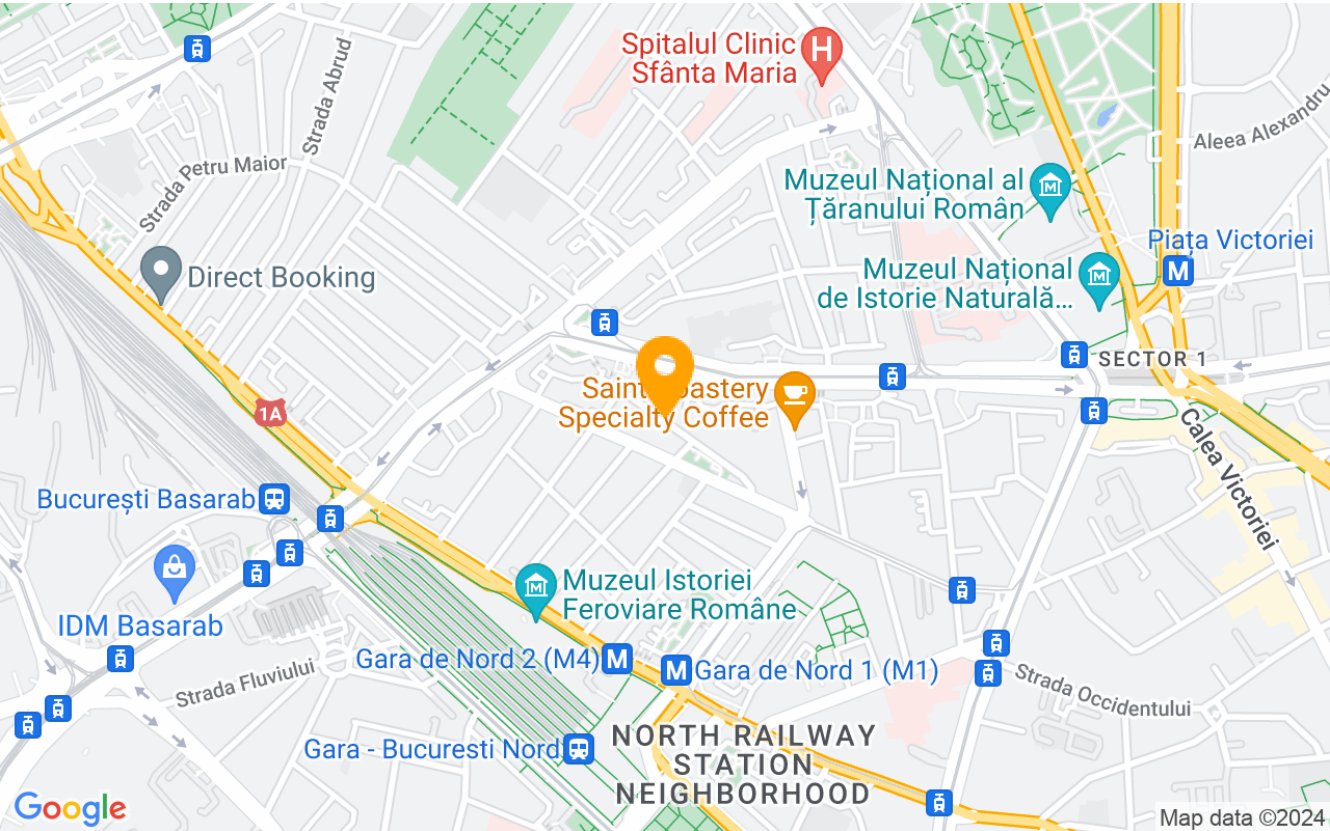 Spitalul Clinic
Sfânta Maria
Strada Abrud
Strada Petru Maior
Aleea Alexandru
Muzeul Național al
Țăranului Român
Piața Victoriei
M
Direct Booking
Muzeul Național
de Istorie Naturală...
SECTOR 1
Specialty Coffee
1A
Calea Victoriei
București Basarab
IDM Basarab
Muzeul Istoriei
Feroviare Române
Gara de Nord 2 (M4) M
M Gara de Nord 1 (M1)
Strada Fluviului
Strada Occidentului
Gara - Bucuresti Nord
NORTH RAILWAY
STATION
NEIGHBORHOOD
Google
Map data ©2024